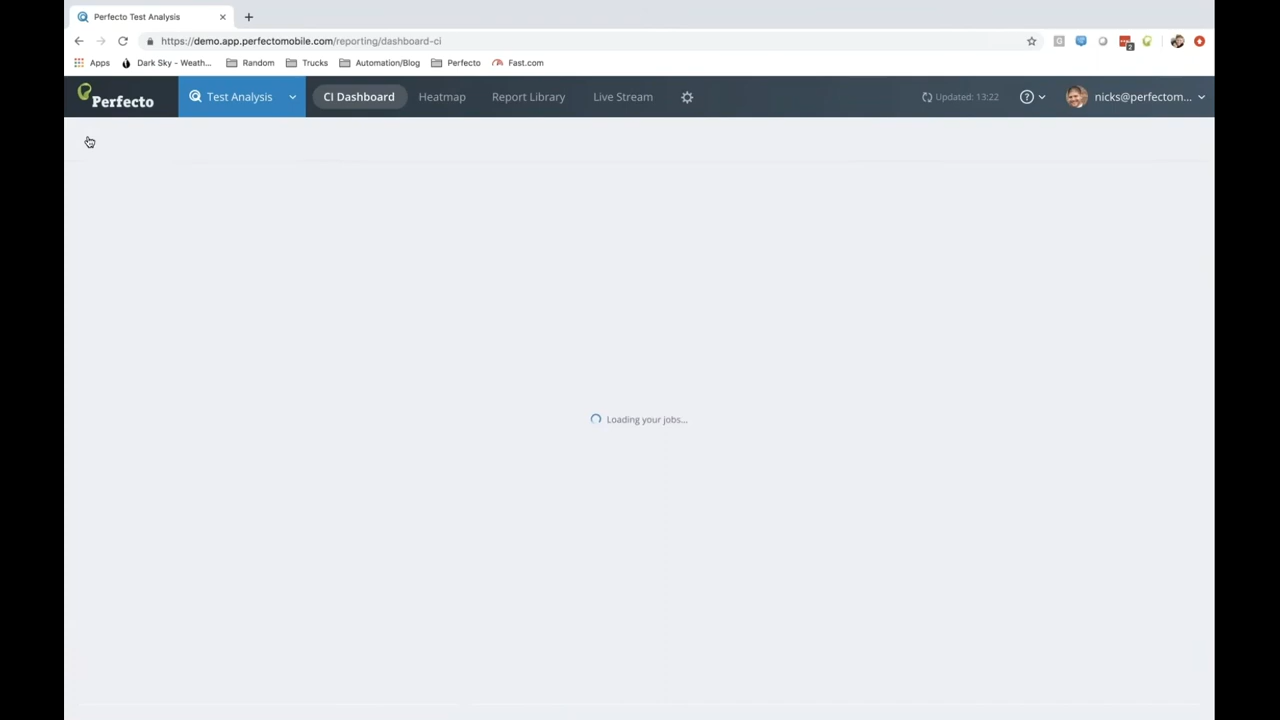 Perfecto Test Analysis
https://demo.app.perfectomobile.com/reporting/dashboard-ci
Apps Dark Sky - Weath... Random Trucks Automation/Blog Perfecto Fast.com
Perfecto Test Analysis CI Dashboard Heatmap Report Library Live Stream Updated: 13:22 nicks@perfectom...
Loading your jobs...